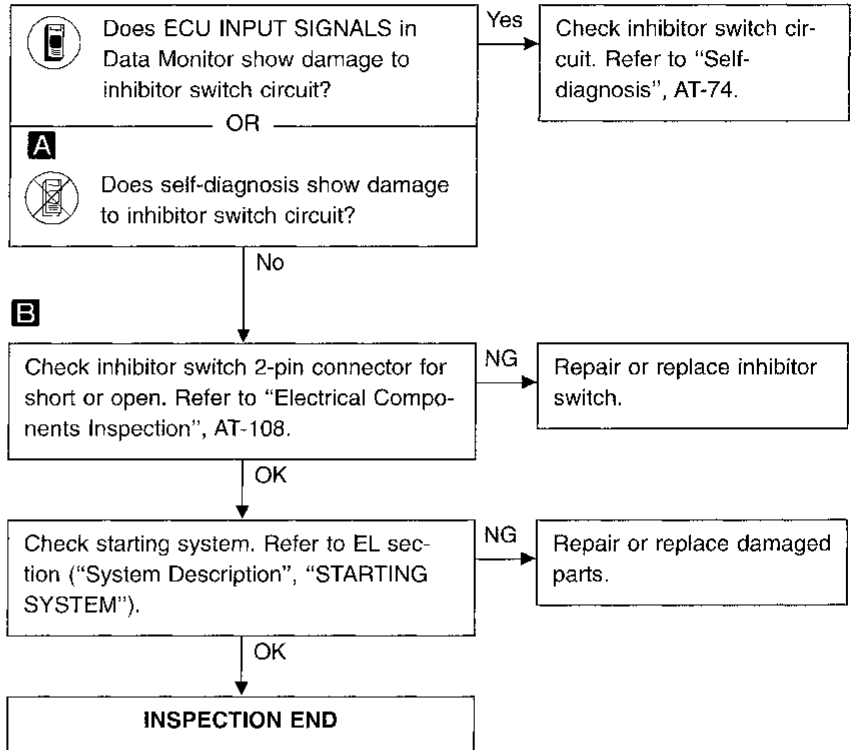 Does ECU INPUT SIGNALS in
Data Monitor show damage to
inhibitor switch circuit?
Yes
Check inhibitor switch cir-
cuit. Refer to “Self-
diagnosis”, AT-74.
OR
A
Does self-diagnosis show damage
to inhibitor switch circuit?
No
B
Check inhibitor switch 2-pin connector for
short or open. Refer to “Electrical Compo-
nents Inspection”, AT-108.
NG
Repair or replace inhibitor
switch.
OK
Check starting system. Refer to EL sec-
tion (“System Description”, “STARTING
SYSTEM”).
NG
Repair or replace damaged
parts.
OK
INSPECTION END